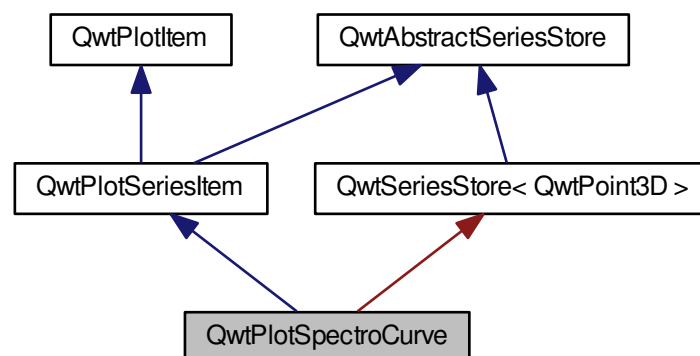 QwtPlotItem
QwtAbstractSeriesStore
QwtPlotSeriesItem
QwtSeriesStore< QwtPoint3D >
QwtPlotSpectroCurve